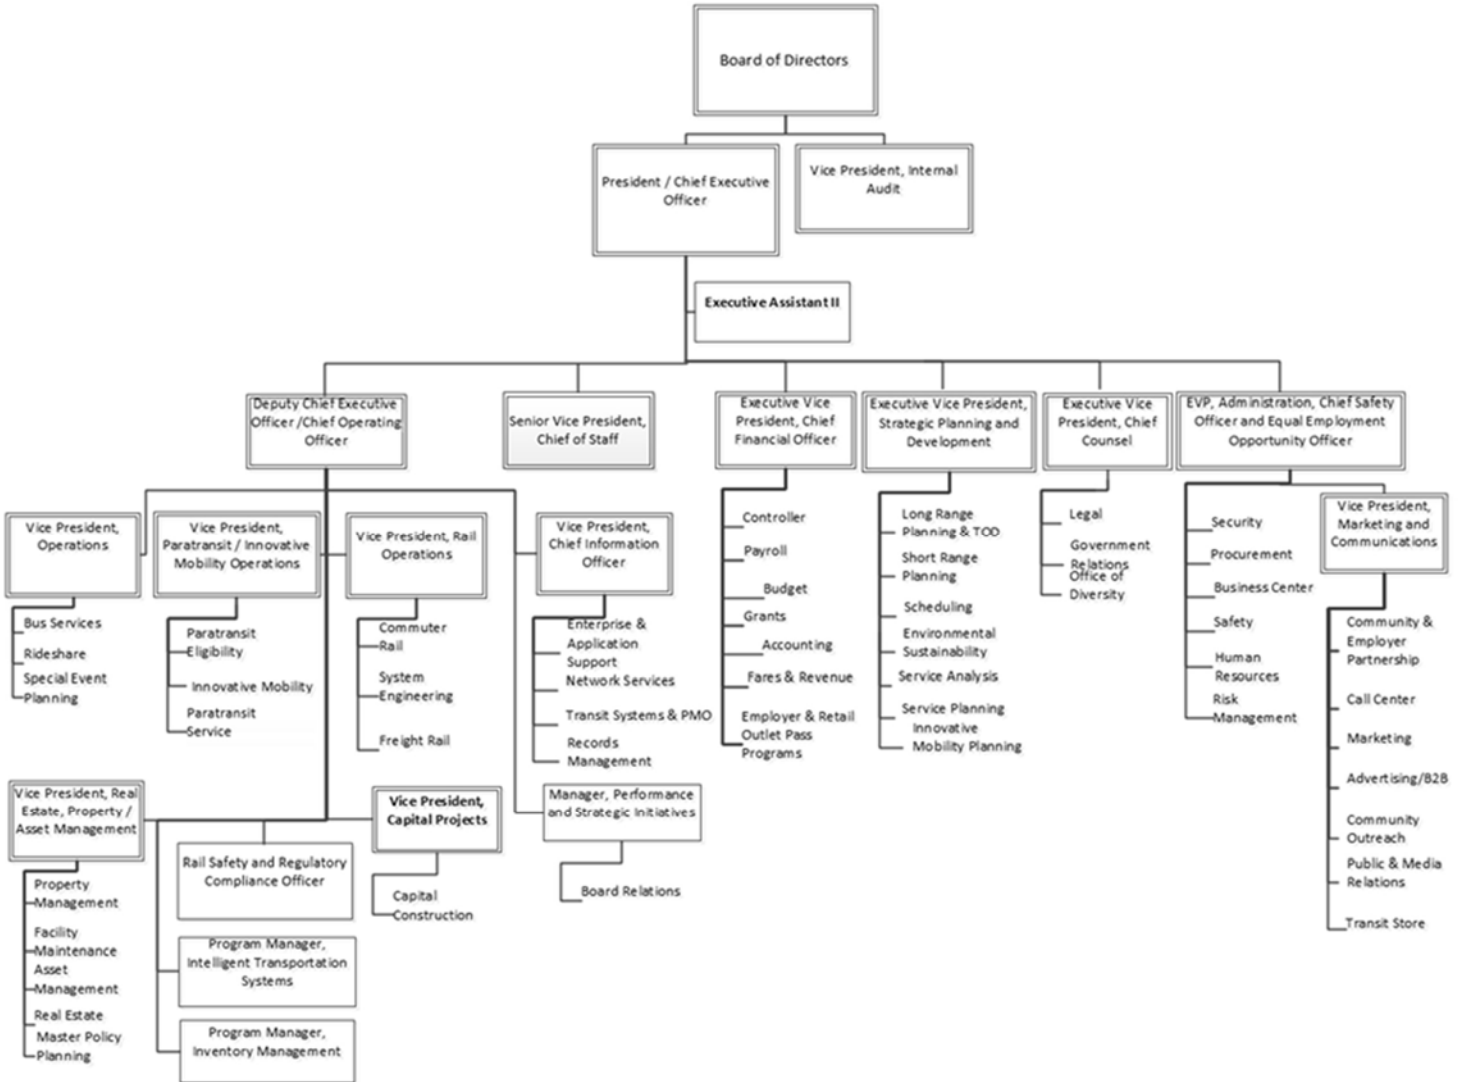 Board of Directors
President / Chief Executive
Officer
Vice President, Internal
Audit
Executive Assistant II
Deputy Chief Executive
Officer /Chief Operating
Officer
Senior Vice President,
Chief of Staff
Executive Vice
President, Chief
Financial Officer
Executive Vice President,
Strategic Planning and
Development
Executive Vice
President, Chief
Counsel
EVP, Administration, Chief Safety
Officer and Equal Employment
Opportunity Officer
Vice President,
Operations
Bus Services
Rideshare
Special Event
Planning
Vice President,
Paratransit / Innovative
Mobility Operations
Paratransit
Eligibility
Innovative Mobility
Paratransit
Service
Vice President, Rail
Operations
Commuter
Rail
System
Engineering
Freight Rail
Vice President,
Chief Information
Officer
Enterprise &
Application
Support
Network Services
Transit Systems & PMO
Records
Management
Controller
Payroll
Budget
Grants
Accounting
Fares & Revenue
Employer & Retail
Outlet Pass
Programs
Long Range
Planning & TOD
Short Range
Planning
Scheduling
Environmental
Sustainability
Service Analysis
Service Planning
Innovative
Mobility Planning
Legal
Government
Relations
Office of
Diversity
Security
Procurement
Business Center
Safety
Human
Resources
Risk
Management
Vice President,
Marketing and
Communications
Community &
Employer
Partnership
Call Center
Marketing
Advertising/B2B
Community
Outreach
Public & Media
Relations
Transit Store
Vice President, Real
Estate, Property /
Asset Management
Property
Management
Facility
Maintenance
Asset
Management
Real Estate
Master Policy
Planning
Rail Safety and Regulatory
Compliance Officer
Program Manager,
Intelligent Transportation
Systems
Program Manager,
Inventory Management
Vice President,
Capital Projects
Capital
Construction
Manager, Performance
and Strategic Initiatives
Board Relations